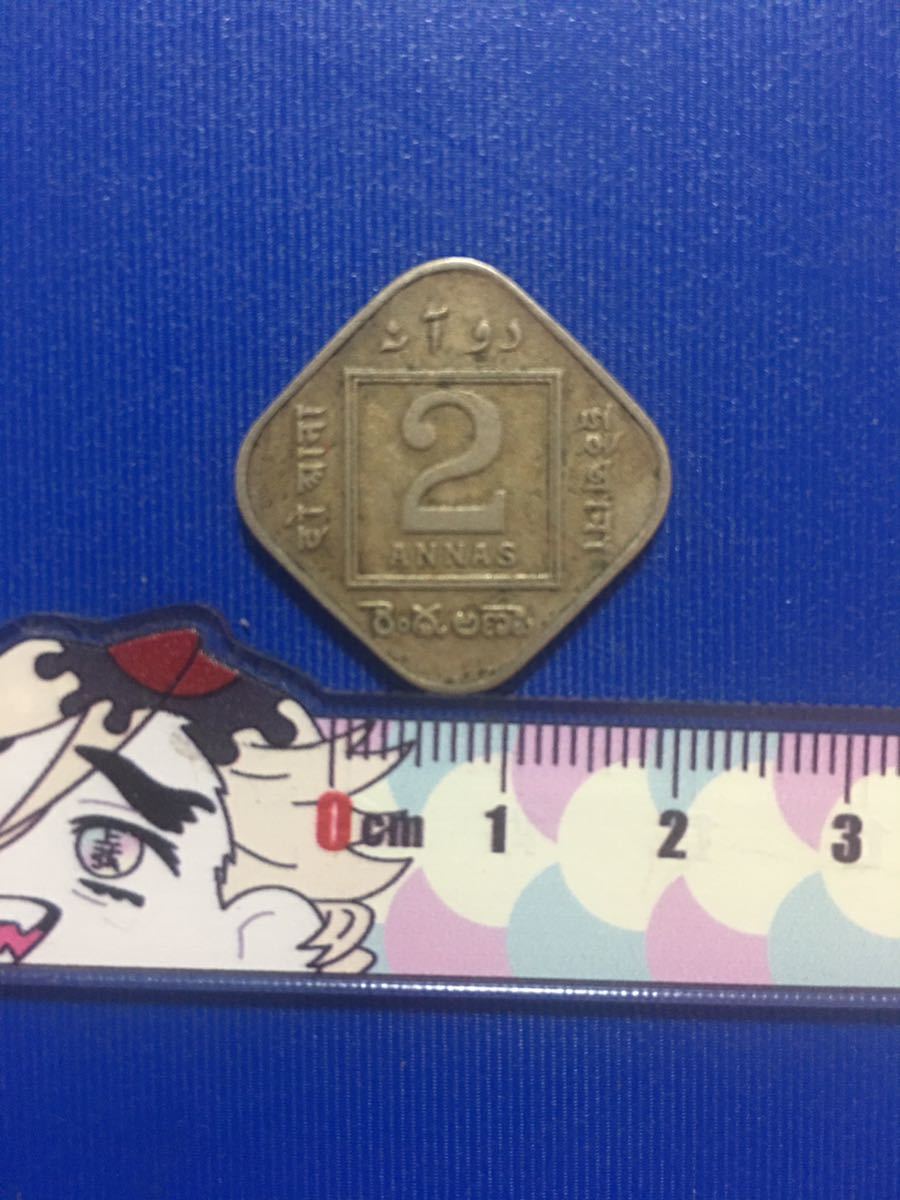 دو آنہ
दो आना
2
ANNAS
দুই আনা
రెండు అణాలు
0 cm
1
2
3